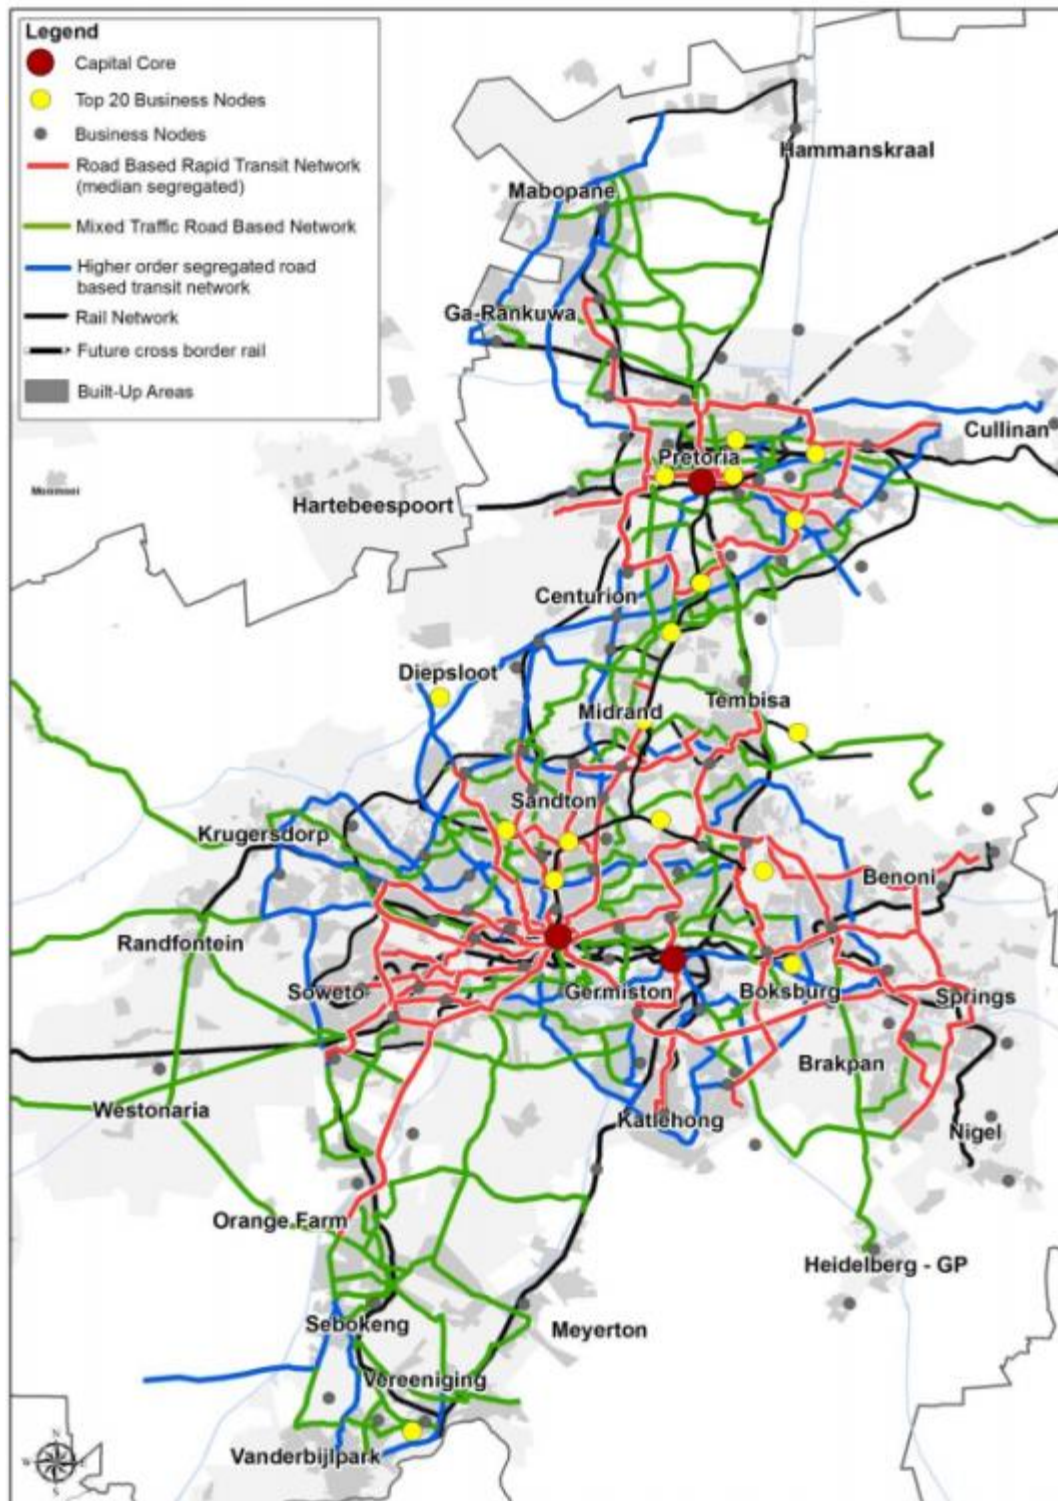 Legend
Capital Core
Top 20 Business Nodes
Business Nodes
Road Based Rapid Transit Network
(median segregated)
Mixed Traffic Road Based Network
Higher order segregated road
based transit network
Rail Network
Future cross border rail
Built-Up Areas
Hammanskraal
Mabopane
Ga-Rankuwa
Cullinan
Pretoria
Hartebeespoort
Centurion
Diepsloot
Tembisa
Midrand
Sandton
Krugersdorp
Benoni
Randfontein
Soweto
Germiston
Boksburg
Springs
Brakpan
Westonaria
Katlehong
Nigel
Orange Farm
Heidelberg - GP
Sebokeng
Meyerton
Vereeniging
Vanderbijlpark
N
W
E
S